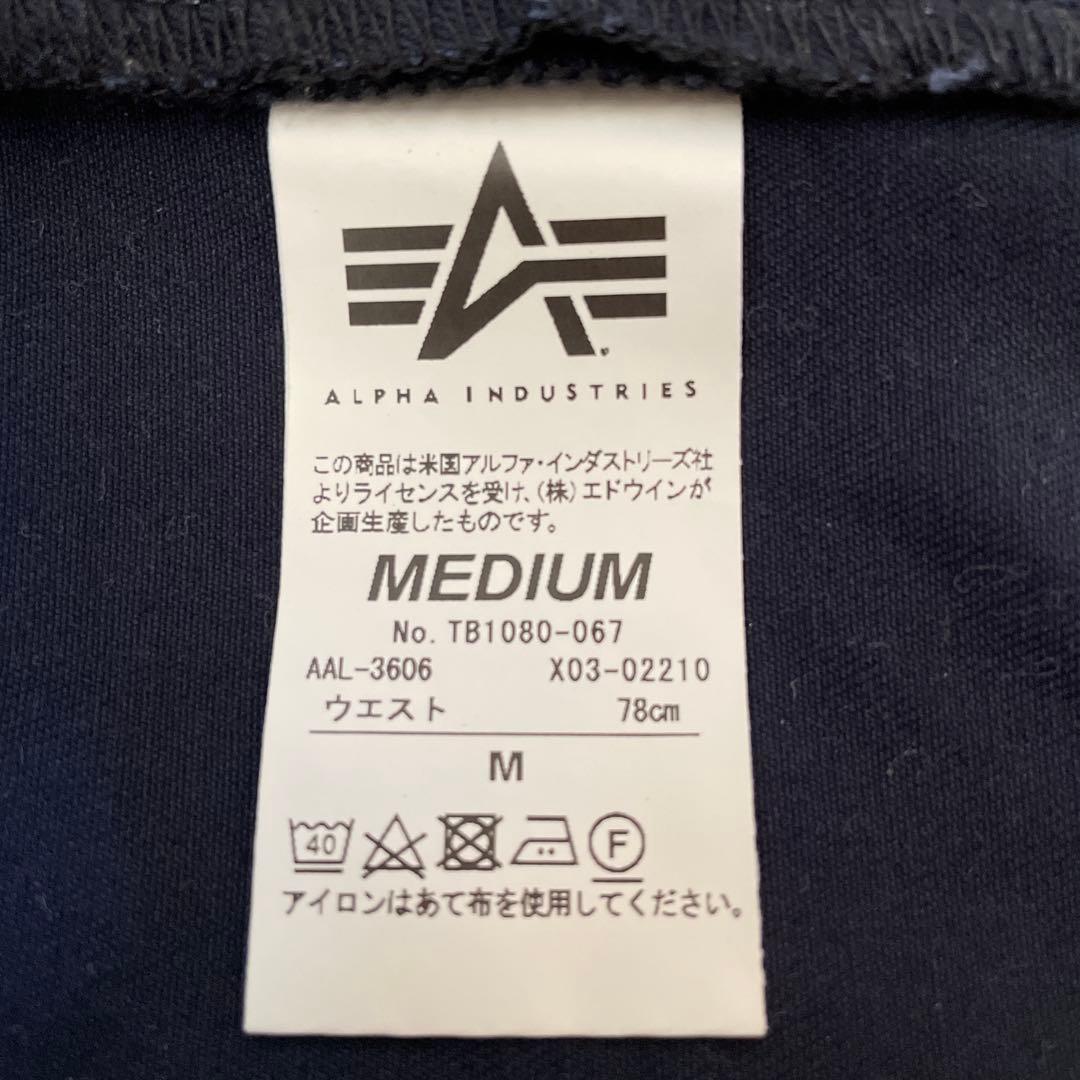 ALPHA INDUSTRIES
この商品は米国アルファ・インダストリーズ社
よりライセンスを受け、(株)エドウインが
企画生産したものです。
MEDIUM
No. TB1080-067
AAL-3606 X03-02210
ウエスト 78cm
M
40 F
アイロンはあて布を使用してください。